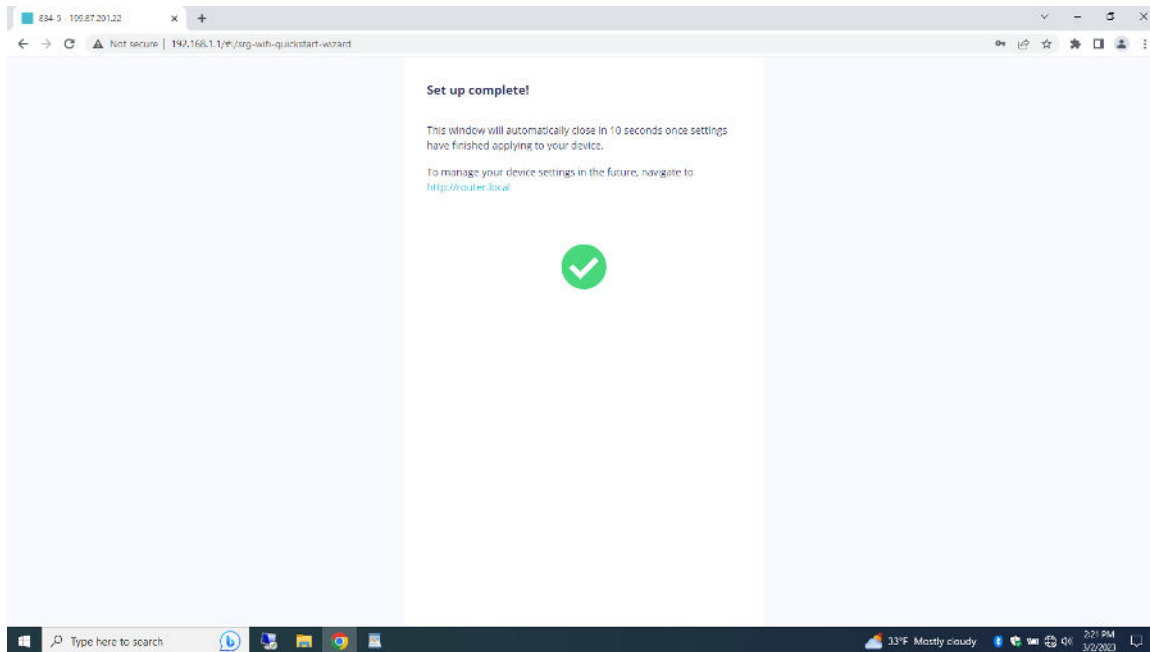 834-5 - 199.87.201.22
Not secure | 192.168.1.1/#/srg-wifi-quickstart-wizard
Set up complete!
This window will automatically close in 10 seconds once settings
have finished applying to your device.
To manage your device settings in the future, navigate to
http://router.local
Type here to search
33°F Mostly cloudy
2:21 PM
3/2/2023